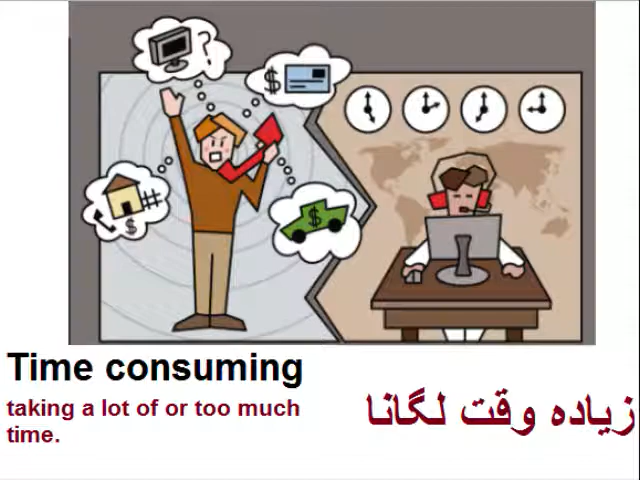 ?
$
$
$
Time consuming
taking a lot of or too much
time.
زیاده وقت لگانا